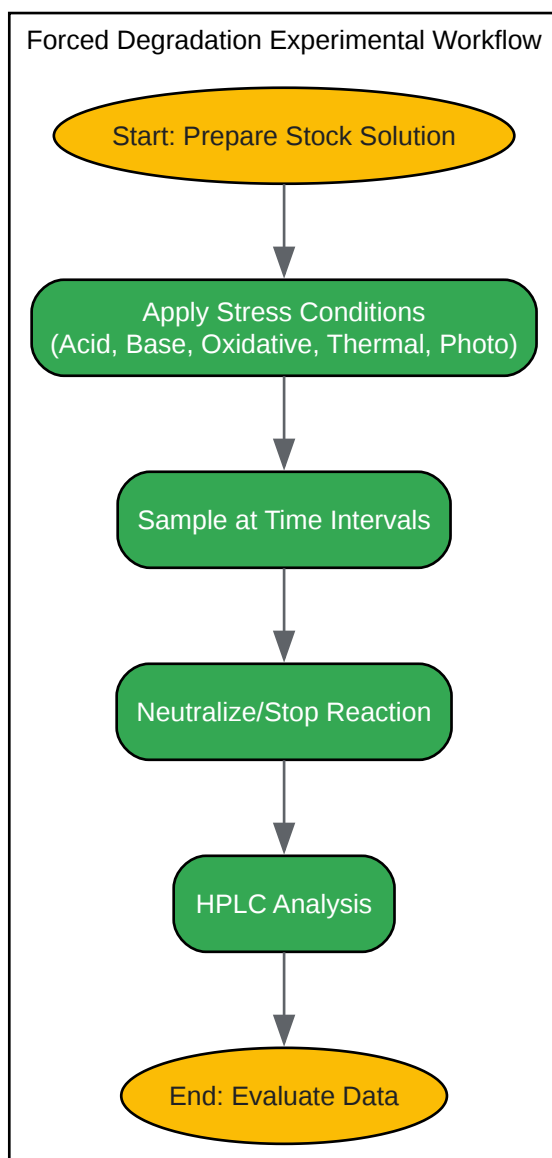 Forced Degradation Experimental Workflow
Start: Prepare Stock Solution
Apply Stress Conditions
(Acid, Base, Oxidative, Thermal, Photo)
Sample at Time Intervals
Neutralize/Stop Reaction
HPLC Analysis
End: Evaluate Data